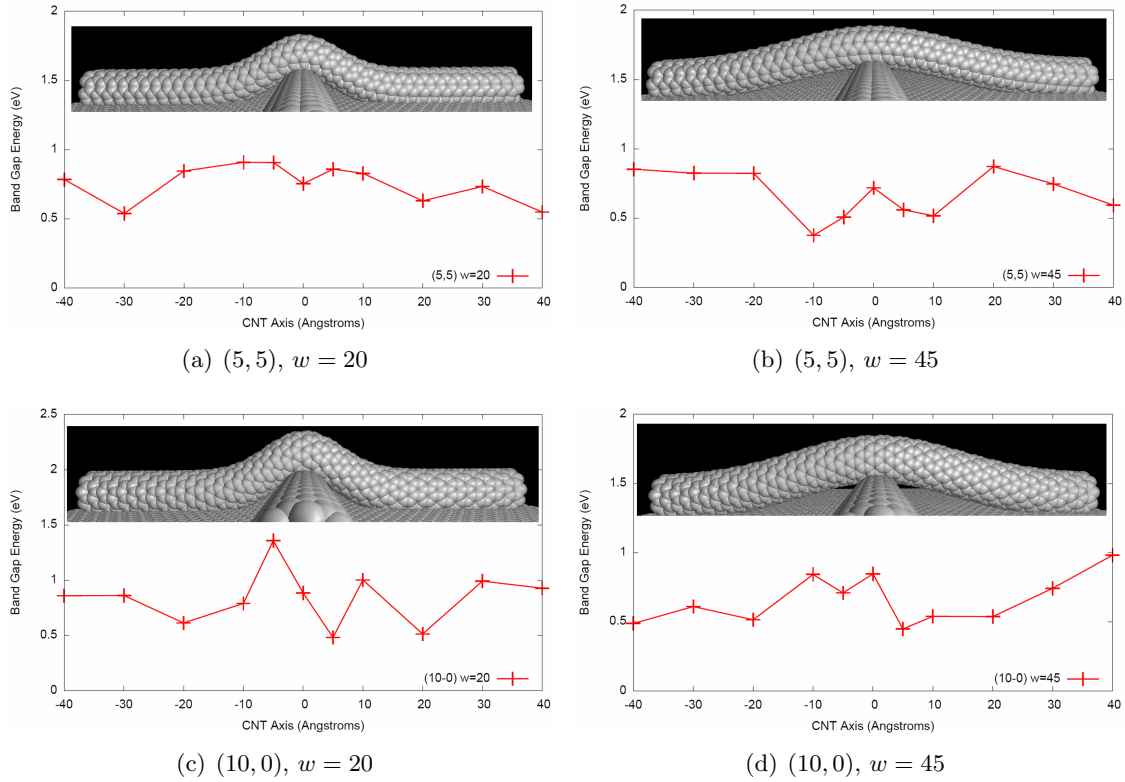 2
1.5
1
0.5
0
Band Gap Energy (eV)
(5,5) w=20
-40 -30 -20 -10 0 10 20 30 40
CNT Axis (Angstroms)
(a) (5, 5), w = 20
2
1.5
1
0.5
0
Band Gap Energy (eV)
(5,5) w=45
-40 -30 -20 -10 0 10 20 30 40
CNT Axis (Angstroms)
(b) (5, 5), w = 45
2.5
2
1.5
1
0.5
0
Band Gap Energy (eV)
(10-0) w=20
-40 -30 -20 -10 0 10 20 30 40
CNT Axis (Angstroms)
(c) (10, 0), w = 20
2
1.5
1
0.5
0
Band Gap Energy (eV)
(10-0) w=45
-40 -30 -20 -10 0 10 20 30 40
CNT Axis (Angstroms)
(d) (10, 0), w = 45